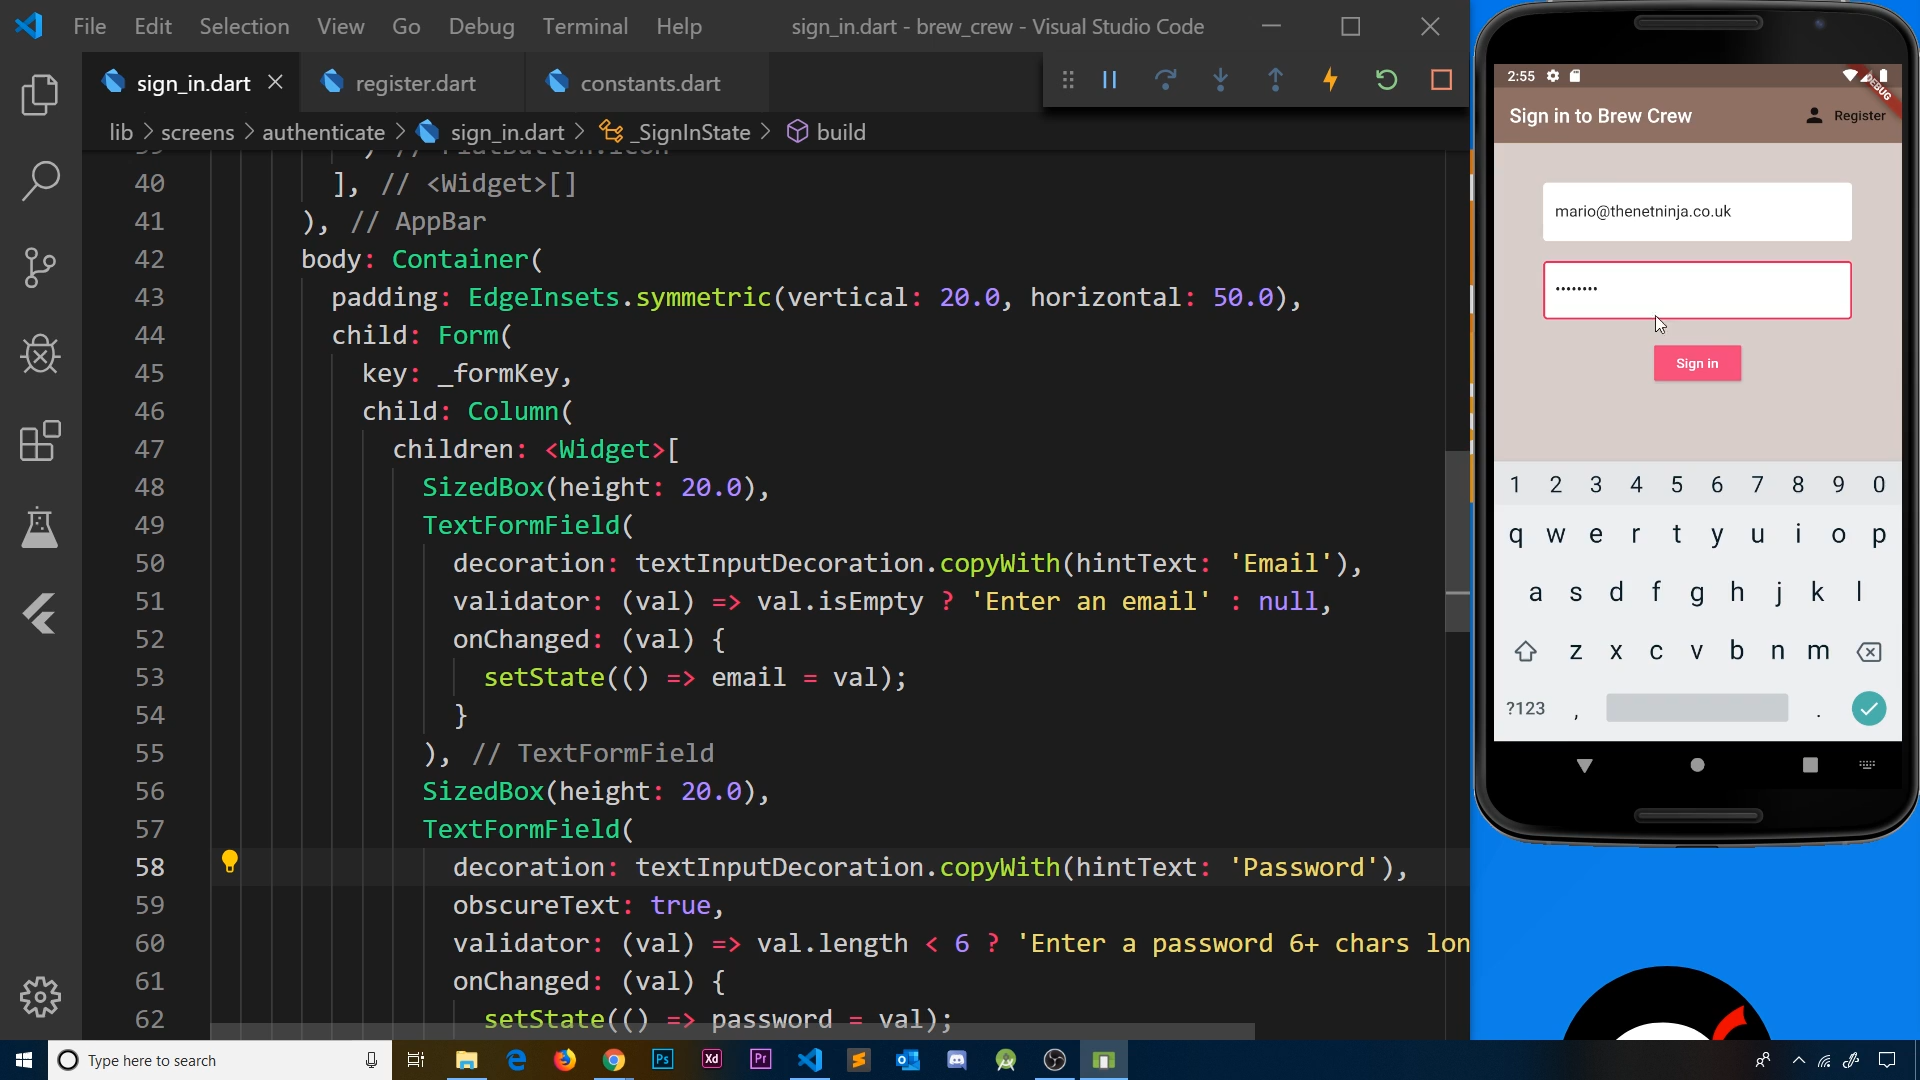 File Edit Selection View Go Debug Terminal Help sign_in.dart - brew_crew - Visual Studio Code
sign_in.dart register.dart constants.dart
lib > screens > authenticate > sign_in.dart > _SignInState > build
40 ], // <Widget>[]
41 ), // AppBar
42 body: Container(
43 padding: EdgeInsets.symmetric(vertical: 20.0, horizontal: 50.0),
44 child: Form(
45 key: _formKey,
46 child: Column(
47 children: <Widget>[
48 SizedBox(height: 20.0),
49 TextFormField(
50 decoration: textInputDecoration.copyWith(hintText: 'Email'),
51 validator: (val) => val.isEmpty ? 'Enter an email' : null,
52 onChanged: (val) {
53 setState(() => email = val);
54 }
55 ), // TextFormField
56 SizedBox(height: 20.0),
57 TextFormField(
58 decoration: textInputDecoration.copyWith(hintText: 'Password'),
59 obscureText: true,
60 validator: (val) => val.length < 6 ? 'Enter a password 6+ chars lon
61 onChanged: (val) {
62 setState(() => password = val);
2:55
DEBUG
Sign in to Brew Crew Register
mario@thenetninja.co.uk
••••••••
Sign in
1 2 3 4 5 6 7 8 9 0
q w e r t y u i o p
a s d f g h j k l
z x c v b n m
?123 , .
Type here to search
Ps Xd Pr